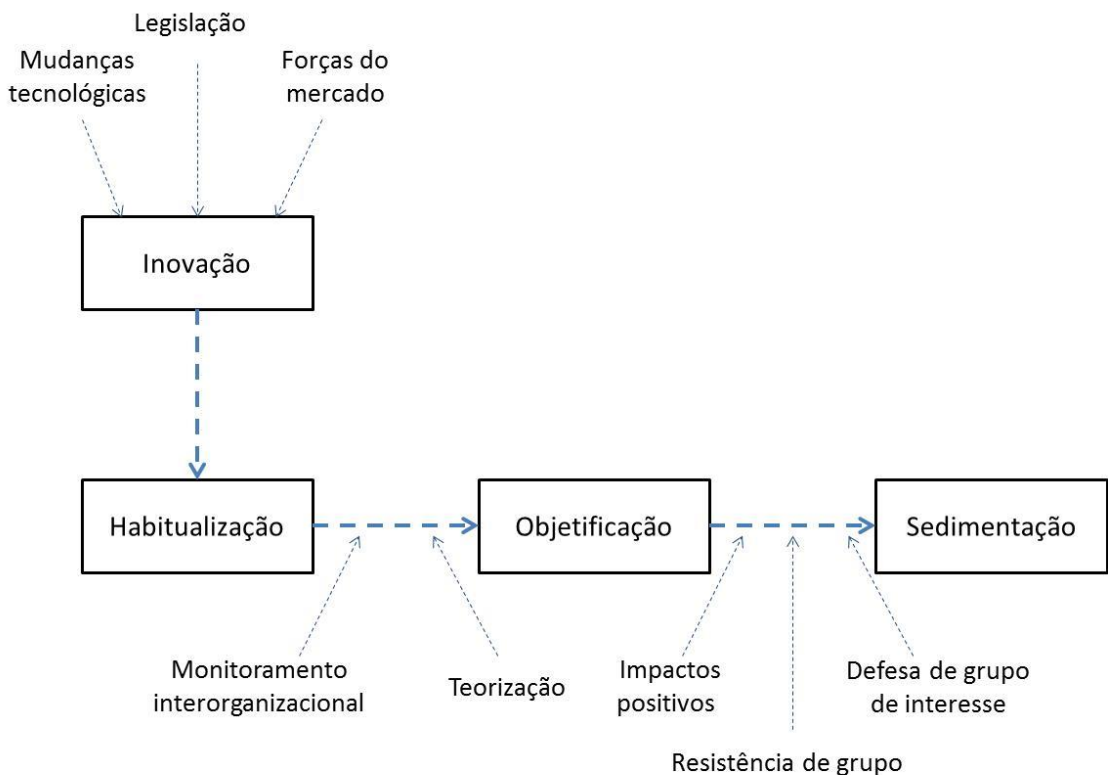 Legislação
Mudanças
tecnológicas
Forças do
mercado
Inovação
Habitualização
Objetificação
Sedimentação
Monitoramento
interorganizacional
Teorização
Impactos
positivos
Defesa de grupo
de interesse
Resistência de grupo